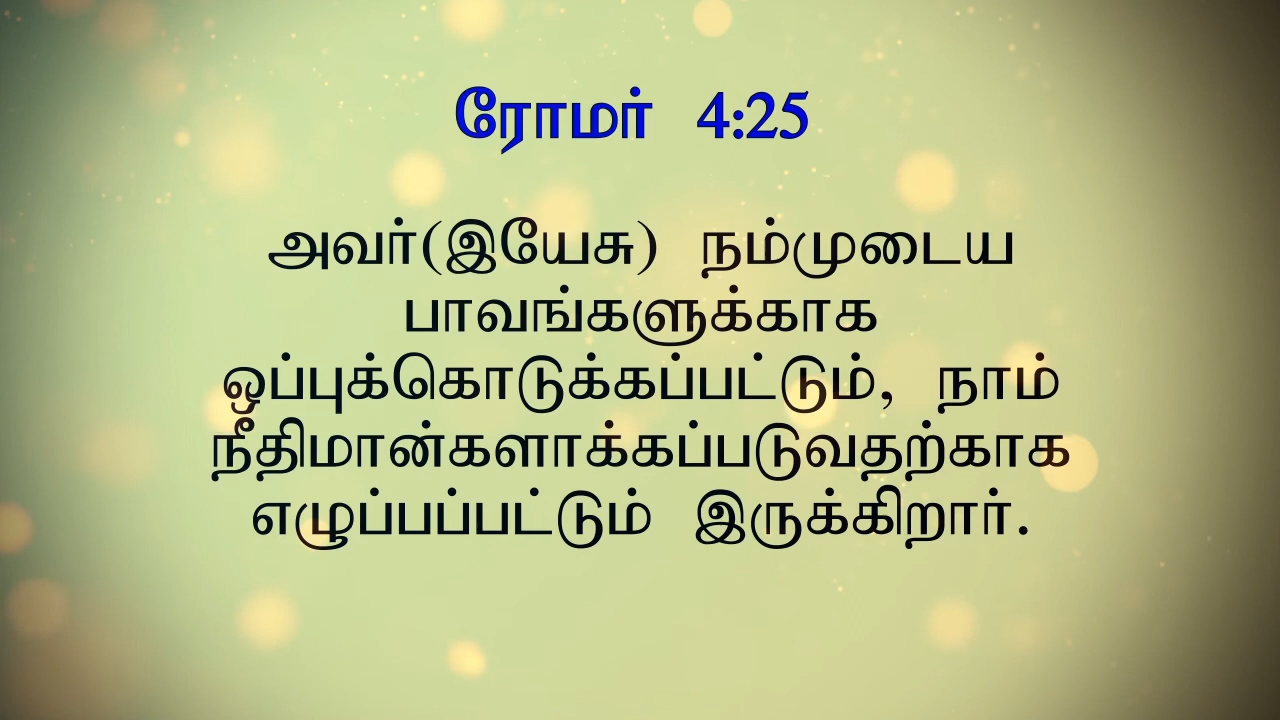 ரோமர் 4:25
அவர்(இயேசு) நம்முடைய
பாவங்களுக்காக
ஒப்புக்கொடுக்கப்பட்டும், நாம்
நீதிமான்களாக்கப்படுவதற்காக
எழுப்பப்பட்டும் இருக்கிறார்.